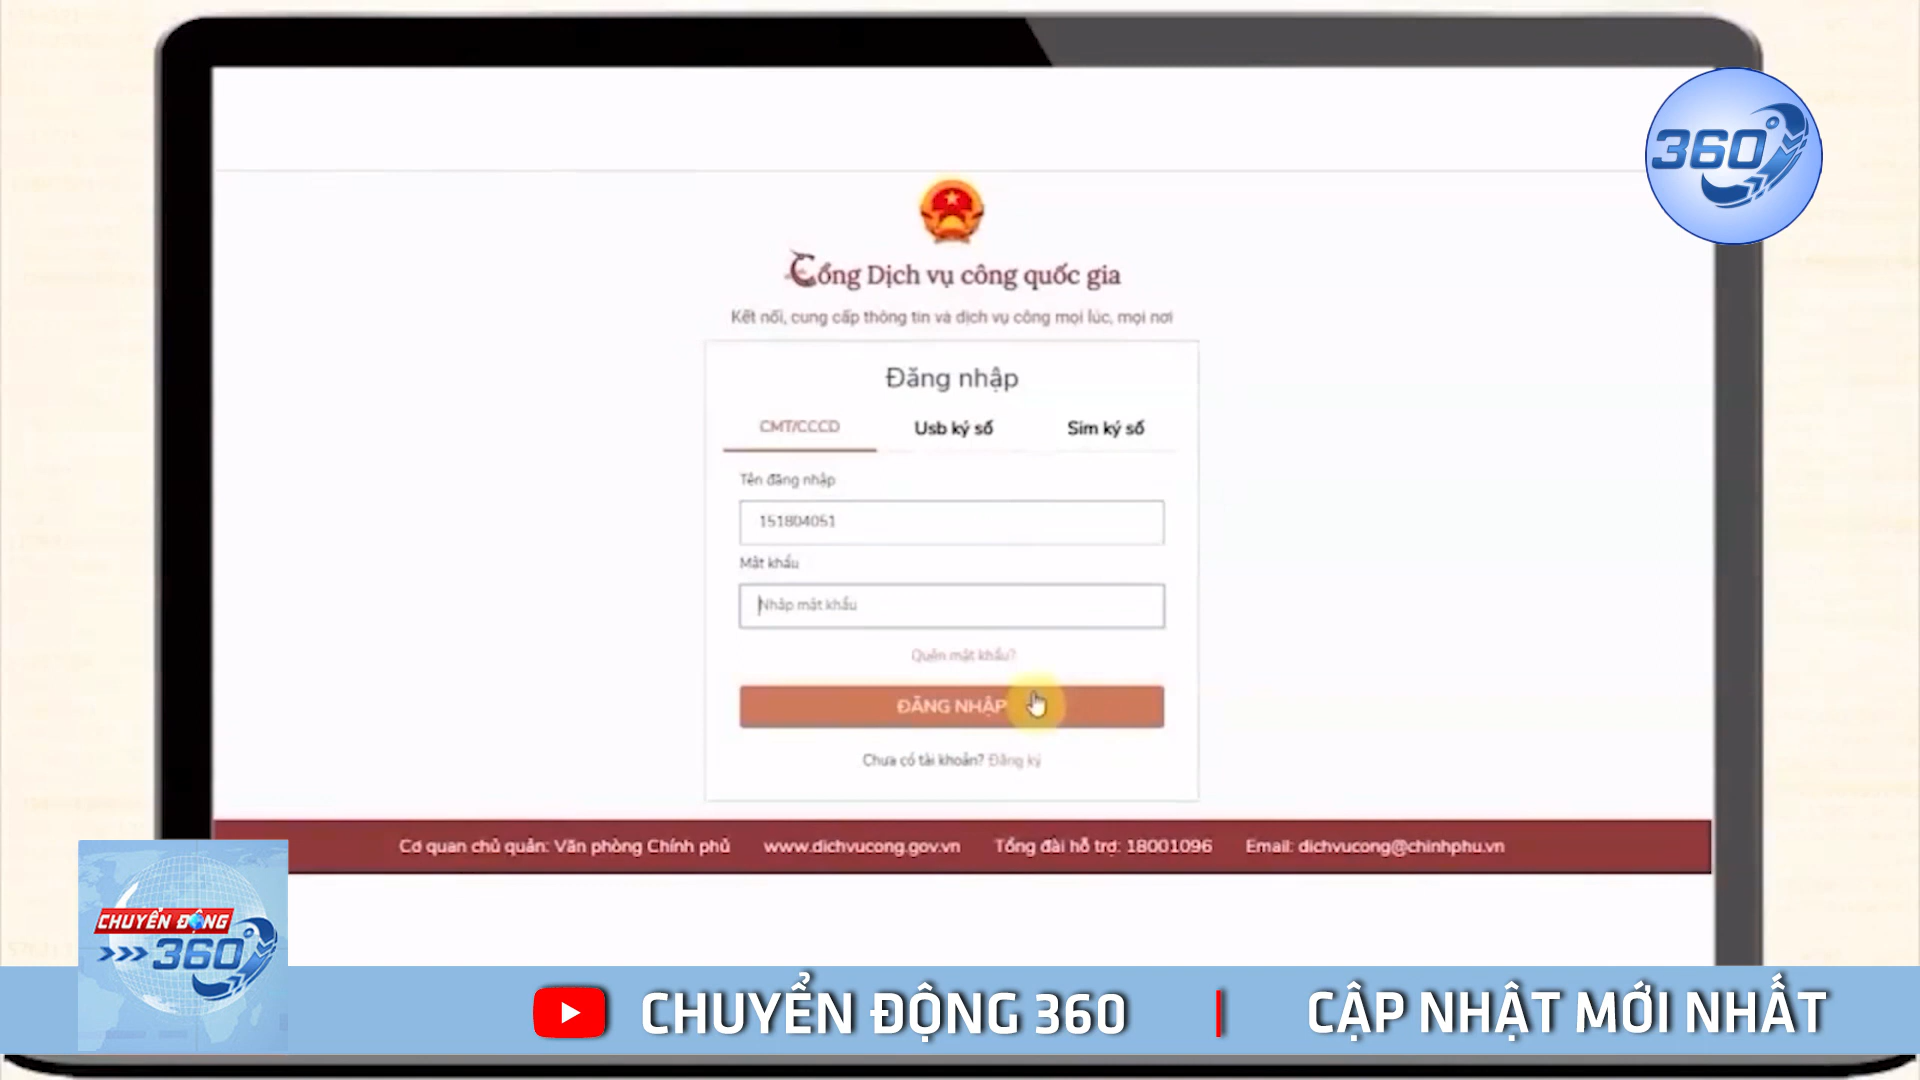 360
Cổng Dịch vụ công quốc gia
Kết nối, cung cấp thông tin và dịch vụ công mọi lúc, mọi nơi
Đăng nhập
CMT/CCCD Usb ký số Sim ký số
Tên đăng nhập
151804051
Mật khẩu
Nhập mật khẩu
Quên mật khẩu?
ĐĂNG NHẬP
Chưa có tài khoản? Đăng ký
Cơ quan chủ quản: Văn phòng Chính phủ www.dichvucong.gov.vn Tổng đài hỗ trợ: 18001096 Email: dichvucong@chinhphu.vn
CHUYỂN ĐỘNG
>>> 360
CHUYỂN ĐỘNG 360 | CẬP NHẬT MỚI NHẤT